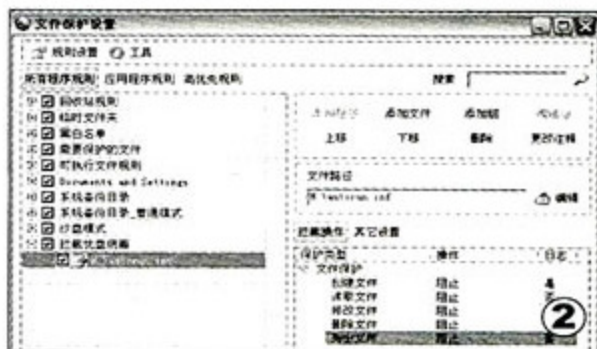 文件保护设置
规则设置 工具
所有程序规则 应用程序规则 高优先规则
搜索
回收站规则
临时文件夹
黑白名单
需要保护的文件
可执行文件规则
Documents and Settings
系统备份目录
系统备份目录_普通模式
沙盘模式
拦截优盘病毒
添加文件 添加组
上移 下移 删除 更改注释
文件路径
编辑
拦截操作 其它设置
保护类型 操作 日志
文件保护
创建文件 阻止 是
读取文件 阻止
修改文件 阻止
删除文件 阻止
阻止
2